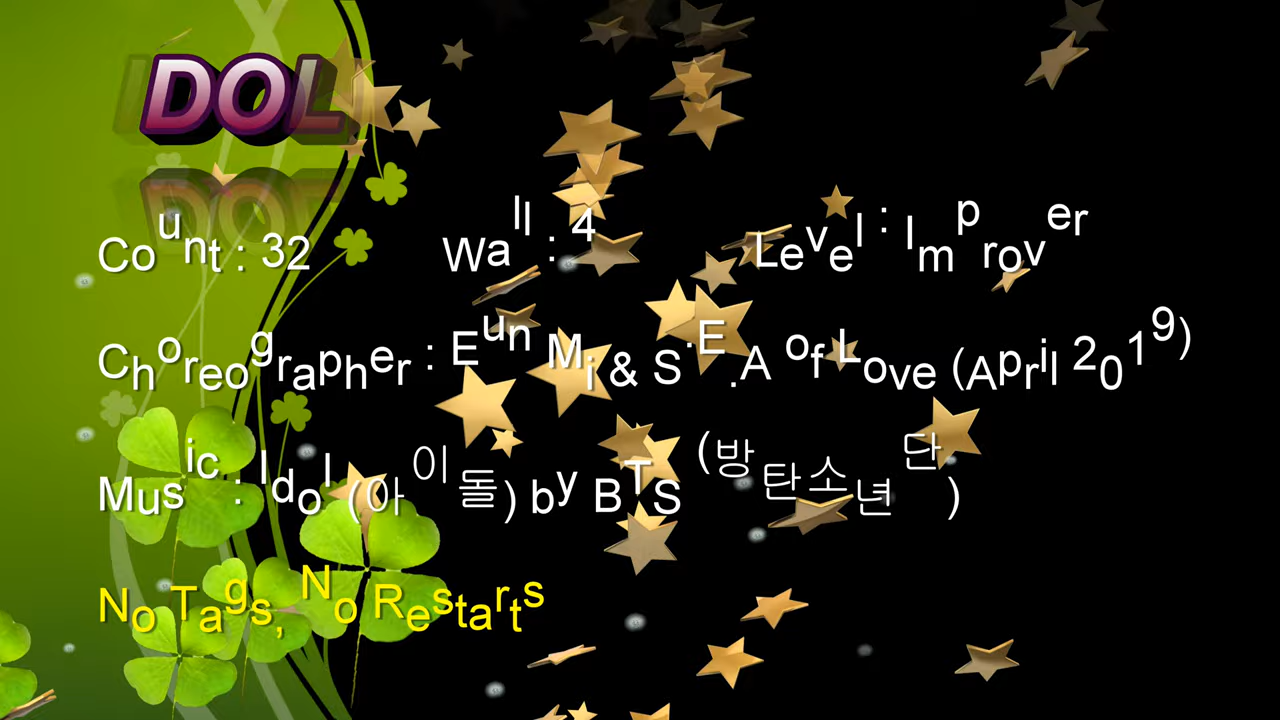 IDOL
Count : 32 Wall : 4 Level : Improver
Choreographer : Eun Mi & S.E.A of Love (April 2019)
Music : Idol (아이돌) by BTS (방탄소년단)
No Tags, No Restarts